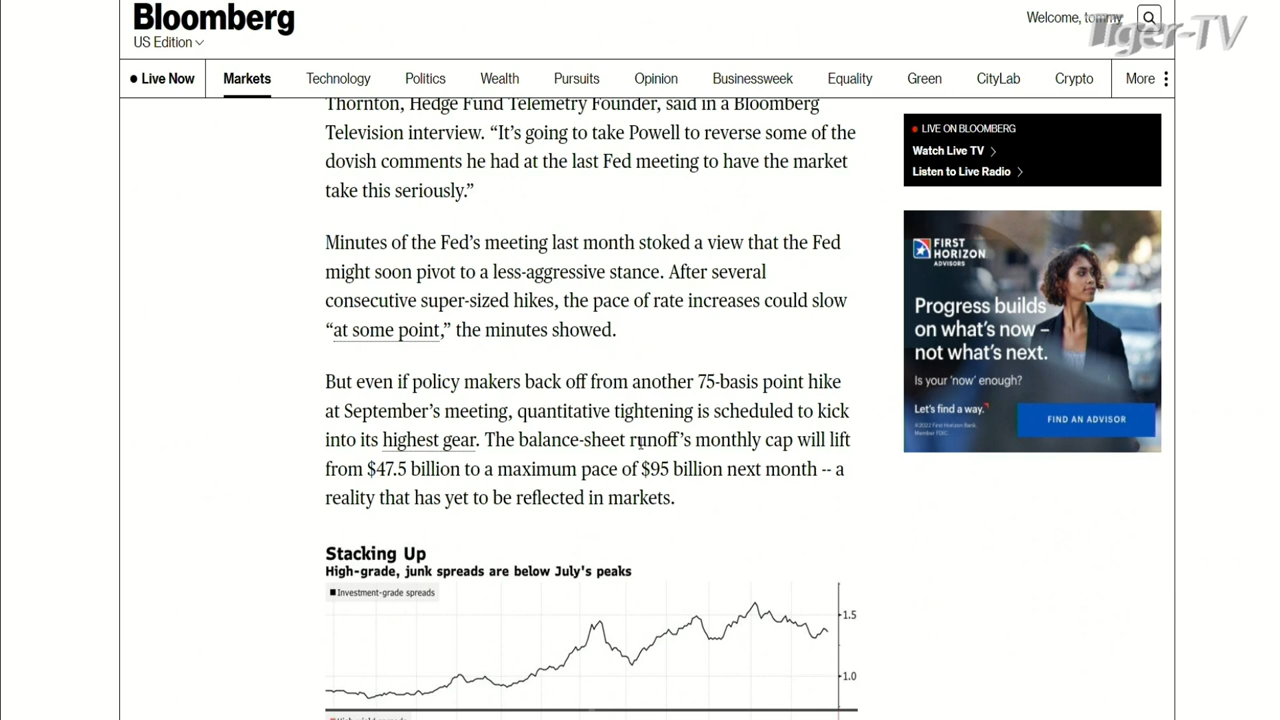 Bloomberg
US Edition
Welcome, tommy
Tiger-TV
Live Now
Markets
Technology
Politics
Wealth
Pursuits
Opinion
Businessweek
Equality
Green
CityLab
Crypto
More
Thornton, Hedge Fund Telemetry Founder, said in a Bloomberg
Television interview. “It’s going to take Powell to reverse some of the
dovish comments he had at the last Fed meeting to have the market
take this seriously.”
Minutes of the Fed’s meeting last month stoked a view that the Fed
might soon pivot to a less-aggressive stance. After several
consecutive super-sized hikes, the pace of rate increases could slow
“at some point,” the minutes showed.
But even if policy makers back off from another 75-basis point hike
at September’s meeting, quantitative tightening is scheduled to kick
into its highest gear. The balance-sheet runoff’s monthly cap will lift
from $47.5 billion to a maximum pace of $95 billion next month -- a
reality that has yet to be reflected in markets.
Stacking Up
High-grade, junk spreads are below July's peaks
Investment-grade spreads
1.5
1.0
High-yield spreads
LIVE ON BLOOMBERG
Watch Live TV
Listen to Live Radio
FIRST
HORIZON
ADVISORS
Progress builds
on what’s now –
not what’s next.
Is your ‘now’ enough?
Let’s find a way.
FIND AN ADVISOR
©2022 First Horizon Bank.
Member FDIC.